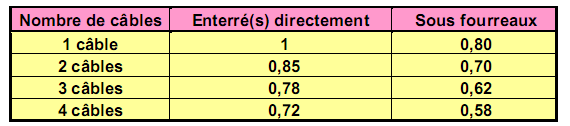 Nombre de câbles Enterré(s) directement Sous fourreaux
1 câble 1 0,80
2 câbles 0,85 0,70
3 câbles 0,78 0,62
4 câbles 0,72 0,58